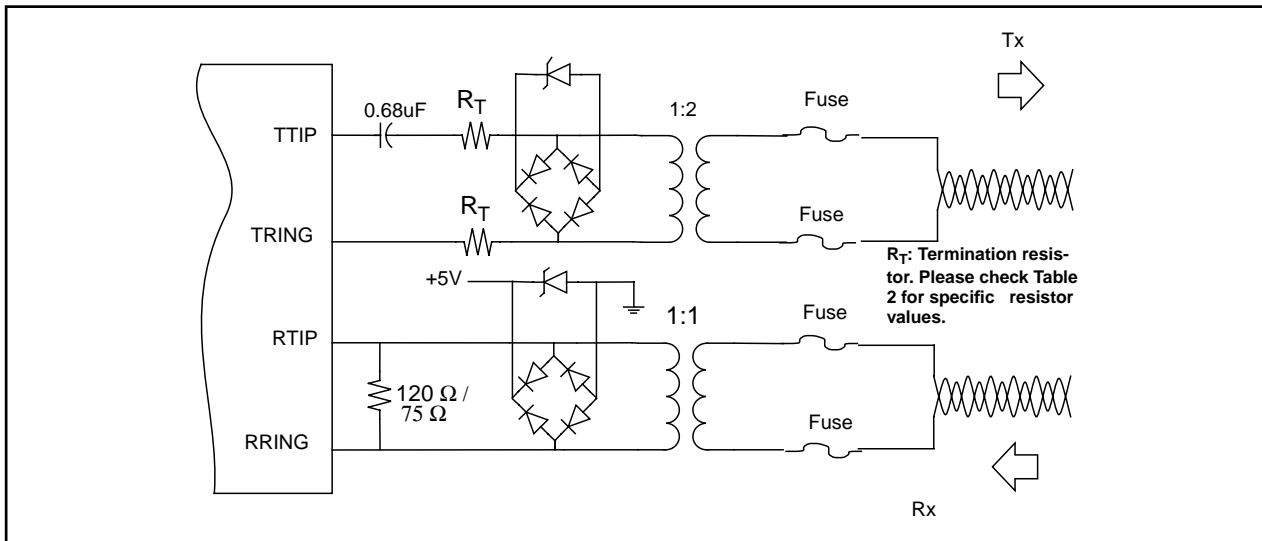 Tx
0.68uF
R_T
1:2
Fuse
TTIP
R_T
Fuse
TRING
R_T: Termination resis-
tor. Please check Table
2 for specific resistor
values.
+5V
1:1
Fuse
RTIP
120 Ω /
75 Ω
Fuse
RRING
Rx